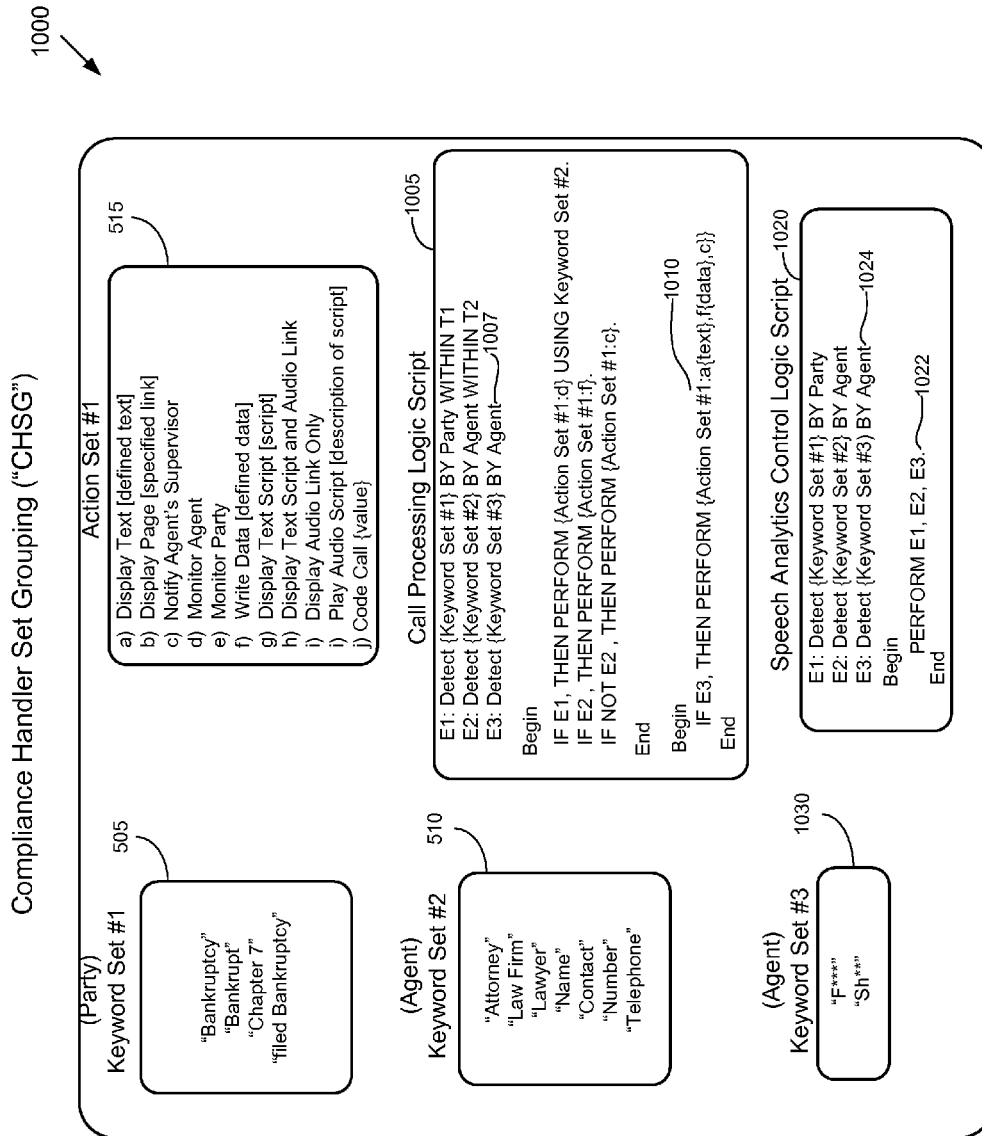 Compliance Handler Set Grouping (“CHSG”)
1000
(Party)
Keyword Set #1
505
“Bankruptcy”
“Bankrupt”
“Chapter 7”
“filed Bankruptcy”
(Agent)
Keyword Set #2
510
“Attorney”
“Law Firm”
“Lawyer”
“Name”
“Contact”
“Number”
“Telephone”
(Agent)
Keyword Set #3
1030
“F***”
“Sh**”
Action Set #1
515
a) Display Text [defined text]
b) Display Page [specified link]
c) Notify Agent’s Supervisor
d) Monitor Agent
e) Monitor Party
f) Write Data [defined data]
g) Display Text Script [script]
h) Display Text Script and Audio Link
i) Display Audio Link Only
i) Play Audio Script [description of script]
j) Code Call {value}
Call Processing Logic Script
1005
E1: Detect {Keyword Set #1} BY Party WITHIN T1
E2: Detect {Keyword Set #2} BY Agent WITHIN T2
E3: Detect {Keyword Set #3} BY Agent 1007
Begin
IF E1, THEN PERFORM {Action Set #1:d} USING Keyword Set #2.
IF E2 , THEN PERFORM {Action Set #1:f}.
IF NOT E2 , THEN PERFORM {Action Set #1:c}.
End
1010
Begin
IF E3, THEN PERFORM {Action Set #1:a{text},f{data},c}}
End
Speech Analytics Control Logic Script 1020
E1: Detect {Keyword Set #1} BY Party
E2: Detect {Keyword Set #2} BY Agent
E3: Detect {Keyword Set #3) BY Agent 1024
Begin
PERFORM E1, E2, E3. 1022
End